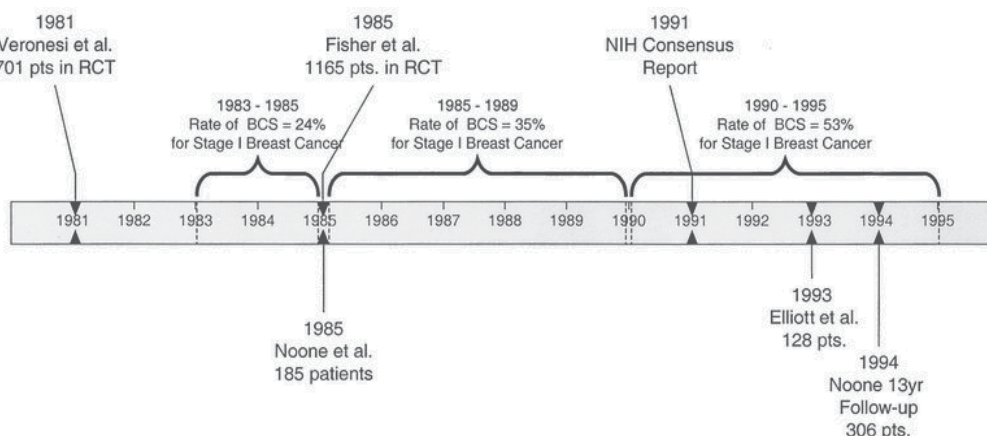 1981
Veronesi et al.
701 pts in RCT
1985
Fisher et al.
1165 pts. in RCT
1991
NIH Consensus
Report
1983 - 1985
Rate of BCS = 24%
for Stage I Breast Cancer
1985 - 1989
Rate of BCS = 35%
for Stage I Breast Cancer
1990 - 1995
Rate of BCS = 53%
for Stage I Breast Cancer
1981 1982 1983 1984 1985 1986 1987 1988 1989 1990 1991 1992 1993 1994 1995
1985
Noone et al.
185 patients
1993
Elliott et al.
128 pts.
1994
Noone 13yr
Follow-up
306 pts.